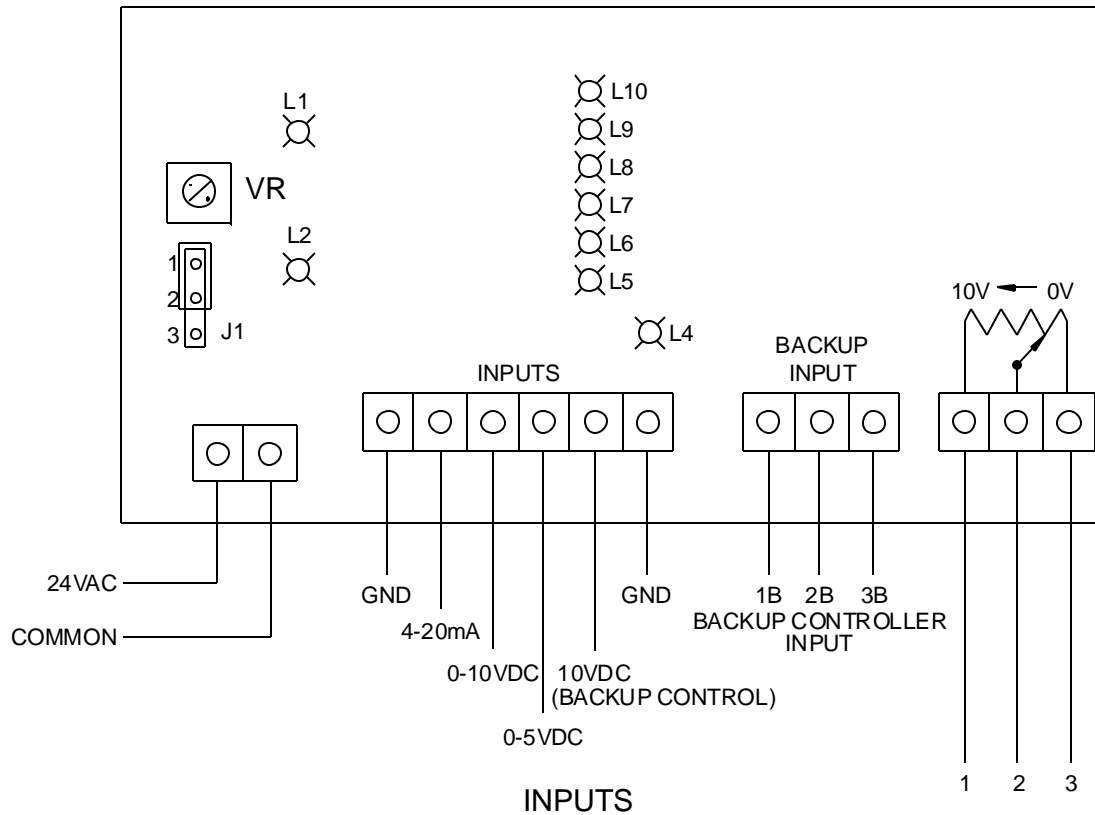 L1
L10
L9
L8
VR
L7
L2
L6
1
L5
2
10V 0V
3 J1
L4
BACKUP
INPUT
INPUTS
24VAC
GND
GND
1B 2B 3B
4-20mA
BACKUP CONTROLLER
INPUT
COMMON
0-10VDC
10VDC
(BACKUP CONTROL)
0-5VDC
1 2 3
INPUTS